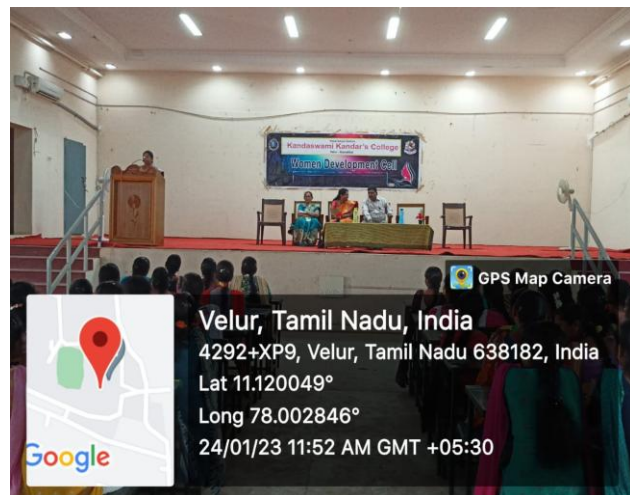 Kandaswami Kandar's College
Women Development Cell
GPS Map Camera
Velur, Tamil Nadu, India
4292+XP9, Velur, Tamil Nadu 638182, India
Lat 11.120049°
Long 78.002846°
24/01/23 11:52 AM GMT +05:30
Google